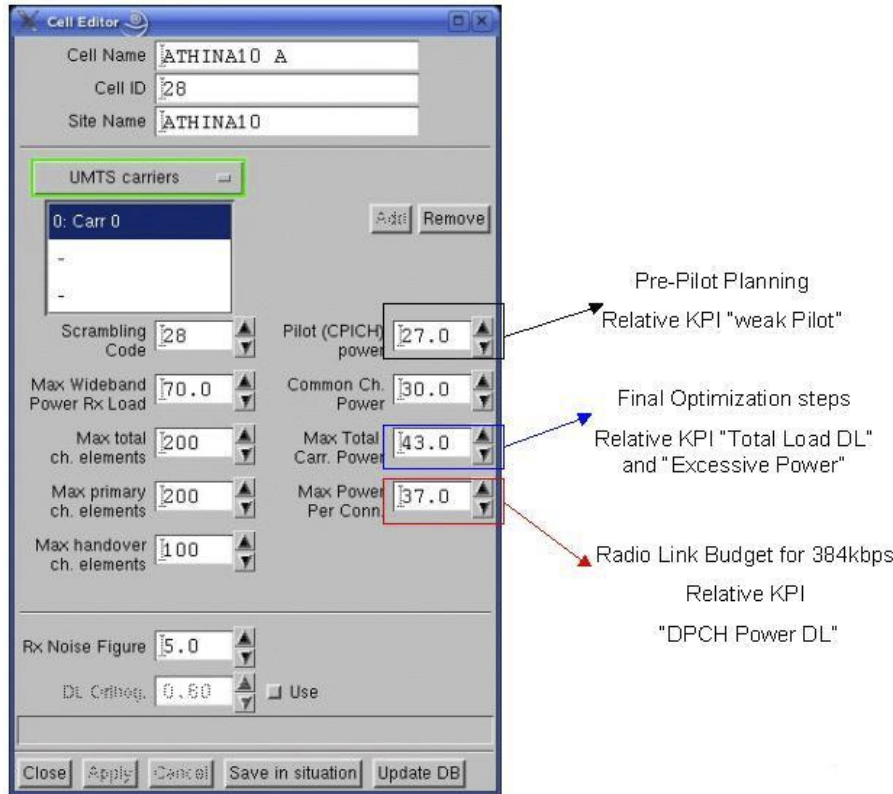 Cell Editor
Cell Name ATHINA10 A
Cell ID 28
Site Name ATHINA10
UMTS carriers
0: Carr 0
-
-
Add Remove
Scrambling Code 28
Pilot (CPICH) power 27.0
Max Wideband Power Rx Load 70.0
Common Ch. Power 30.0
Max total ch. elements 200
Max Total Carr. Power 43.0
Max primary ch. elements 200
Max Power Per Conn. 37.0
Max handover ch. elements 100
Rx Noise Figure 5.0
DL Orthog. 0.60 Use
Close Apply Cancel Save in situation Update DB
Pre-Pilot Planning
Relative KPI "weak Pilot"
Final Optimization steps
Relative KPI "Total Load DL"
and "Excessive Power"
Radio Link Budget for 384kbps
Relative KPI
"DPCH Power DL"